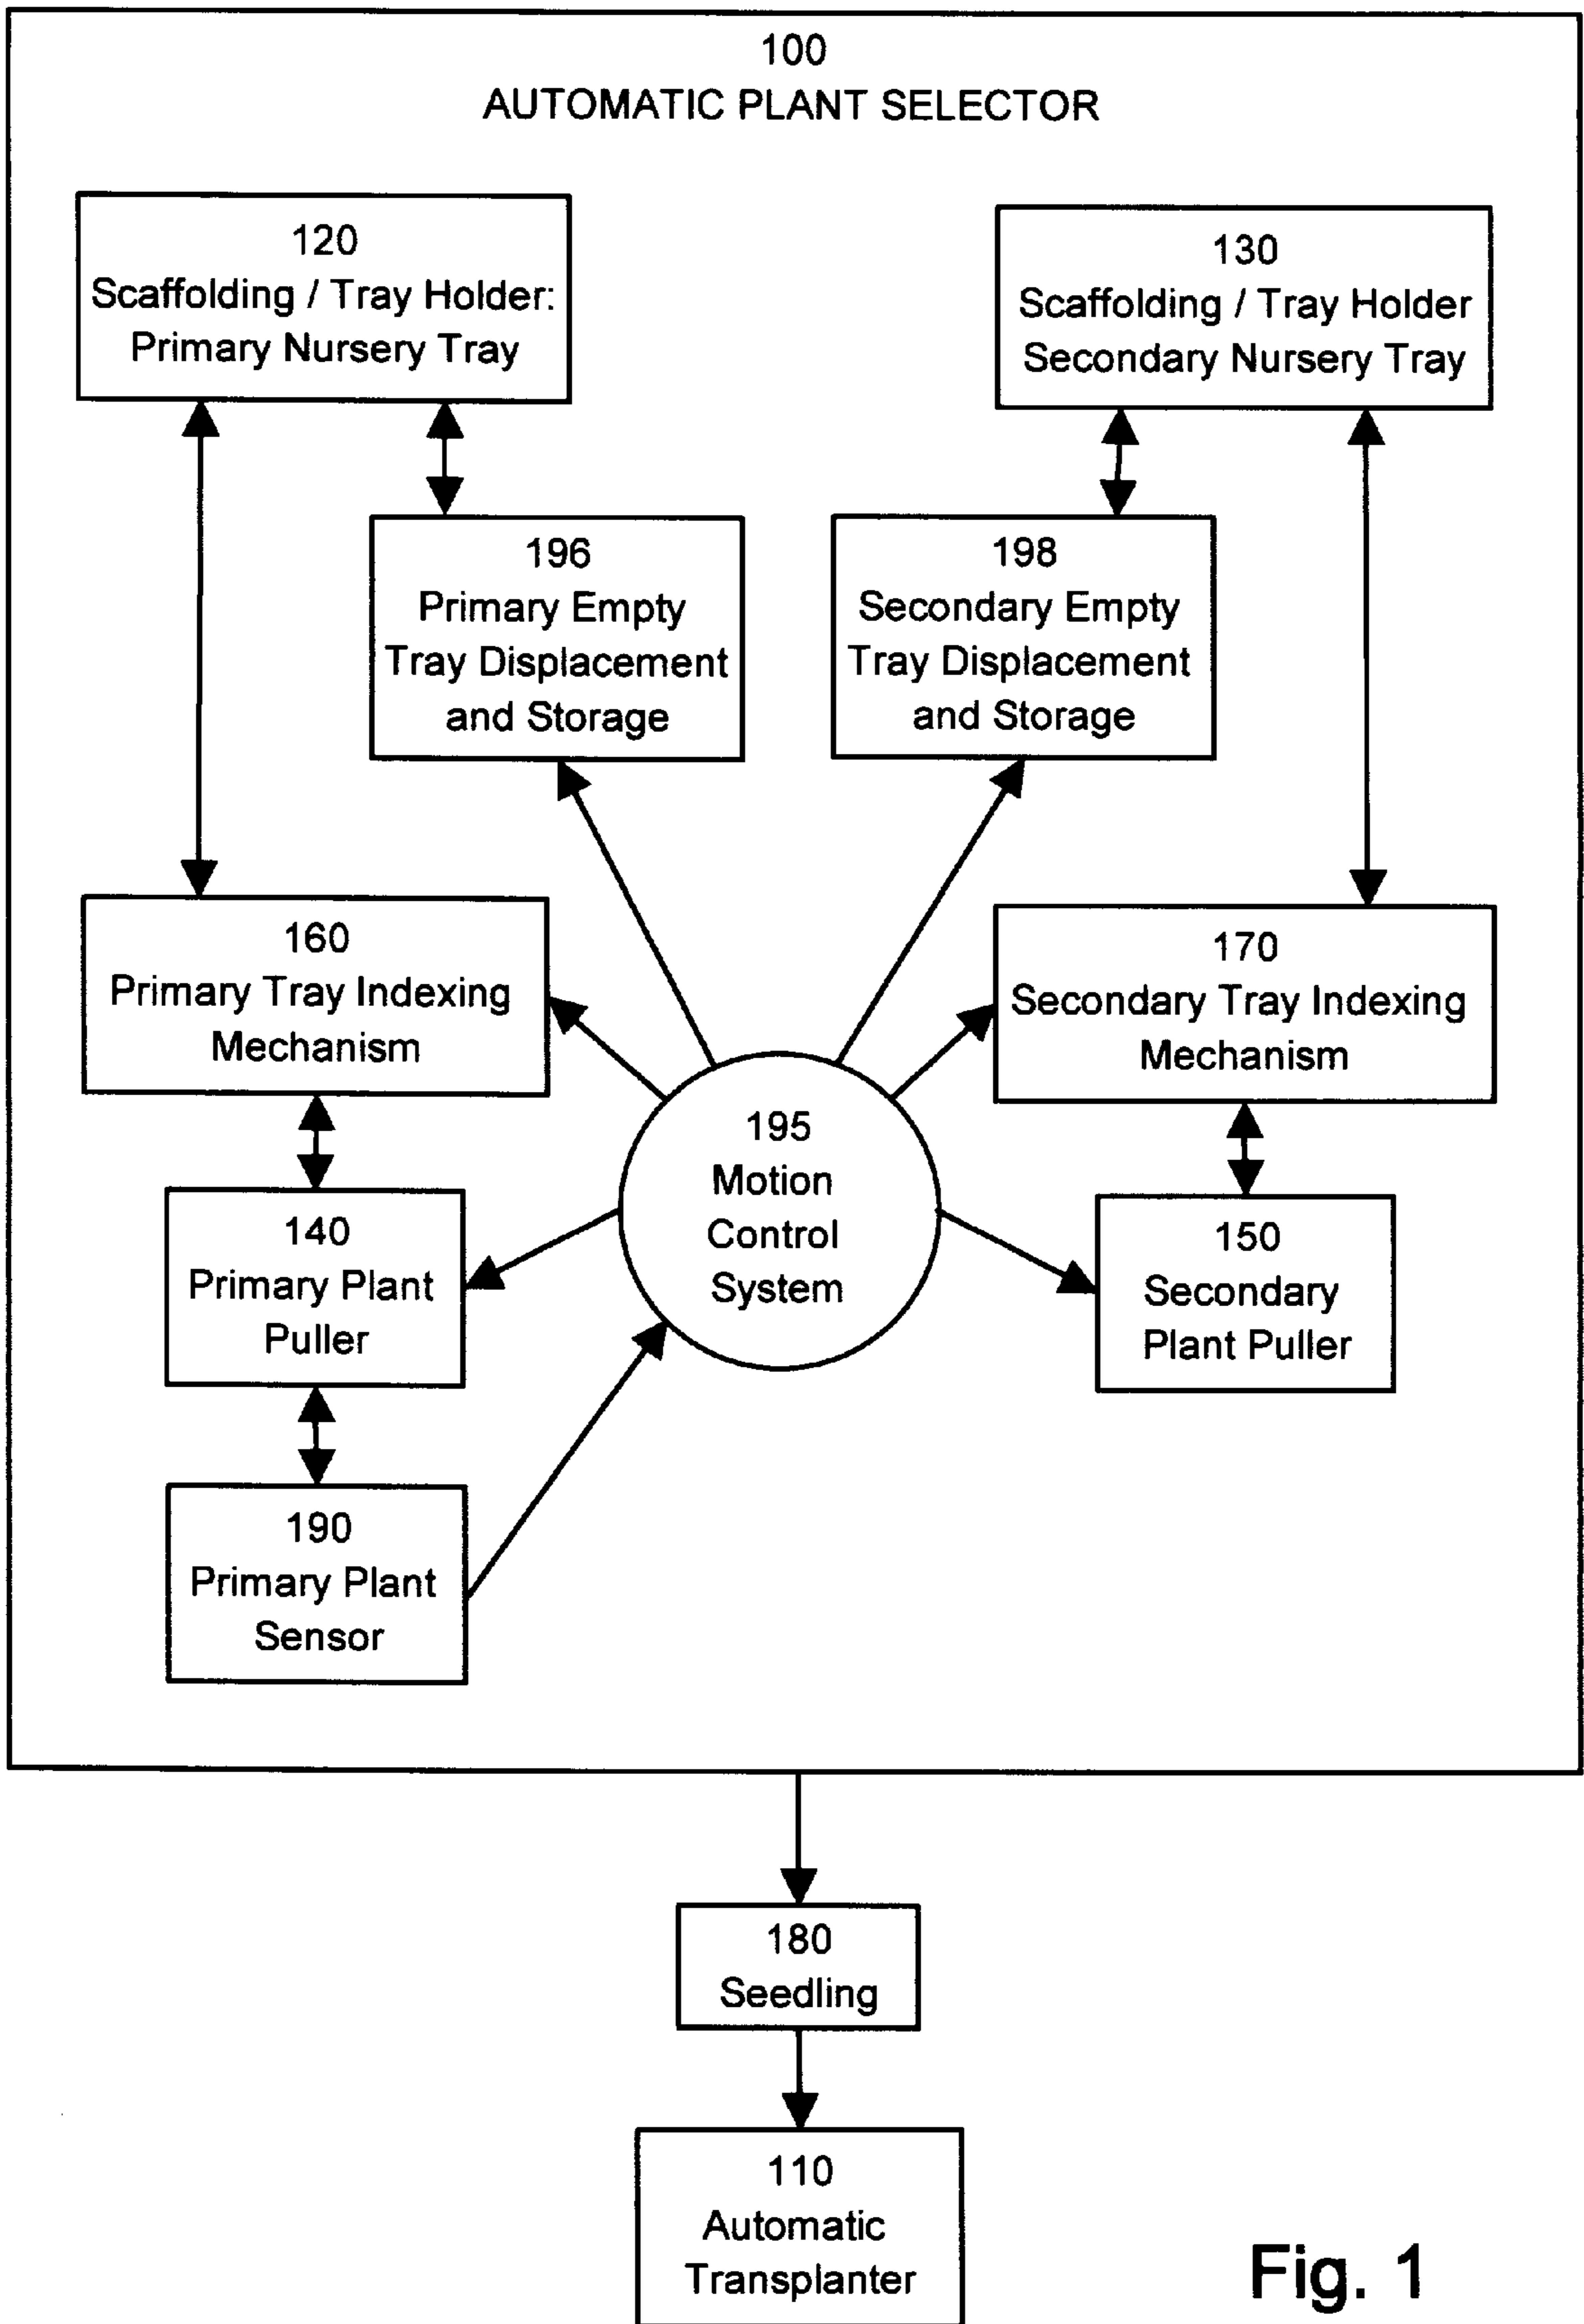 100
AUTOMATIC PLANT SELECTOR
120
Scaffolding / Tray Holder:
Primary Nursery Tray
130
Scaffolding / Tray Holder
Secondary Nursery Tray
196
Primary Empty
Tray Displacement
and Storage
198
Secondary Empty
Tray Displacement
and Storage
160
Primary Tray Indexing
Mechanism
170
Secondary Tray Indexing
Mechanism
195
Motion
Control
System
140
Primary Plant
Puller
150
Secondary
Plant Puller
190
Primary Plant
Sensor
180
Seedling
110
Automatic
Transplanter
Fig. 1